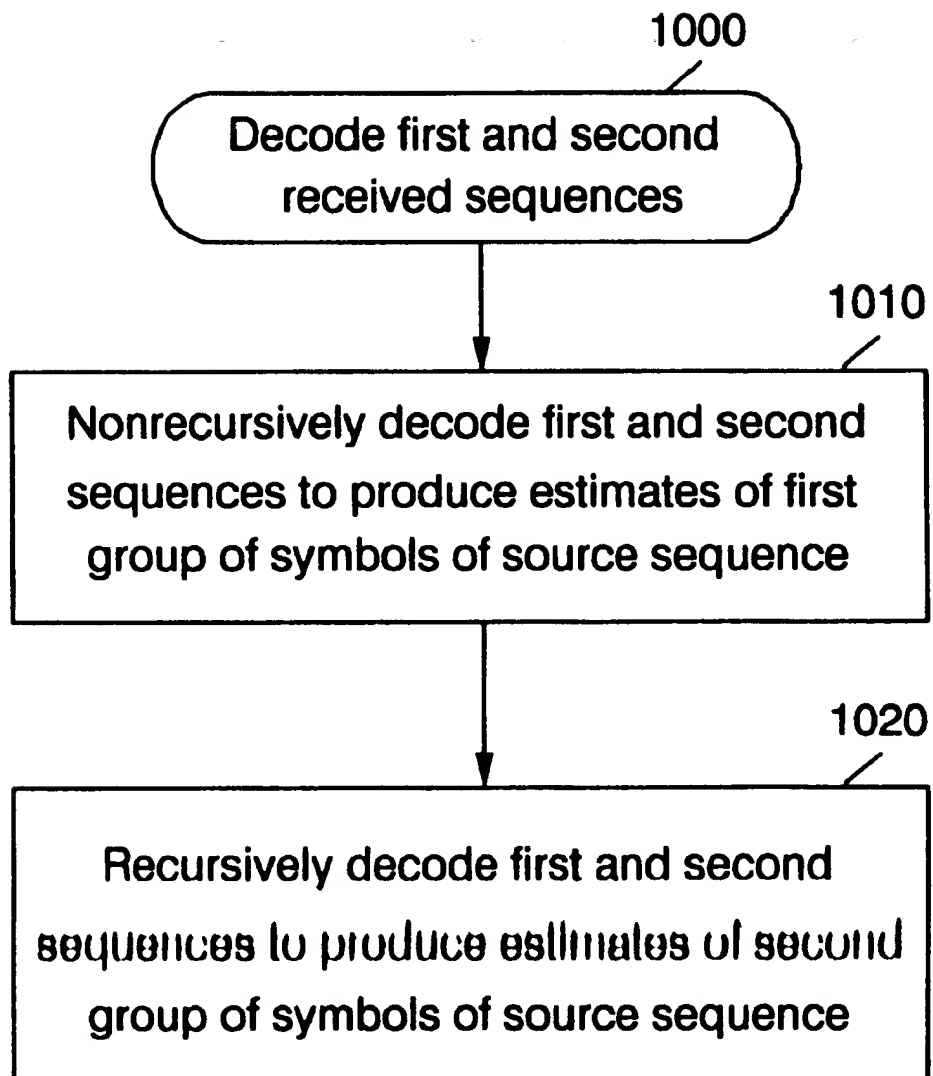 1000
Decode first and second
received sequences
1010
Nonrecursively decode first and second
sequences to produce estimates of first
group of symbols of source sequence
1020
Recursively decode first and second
sequences to produce estimates of second
group of symbols of source sequence